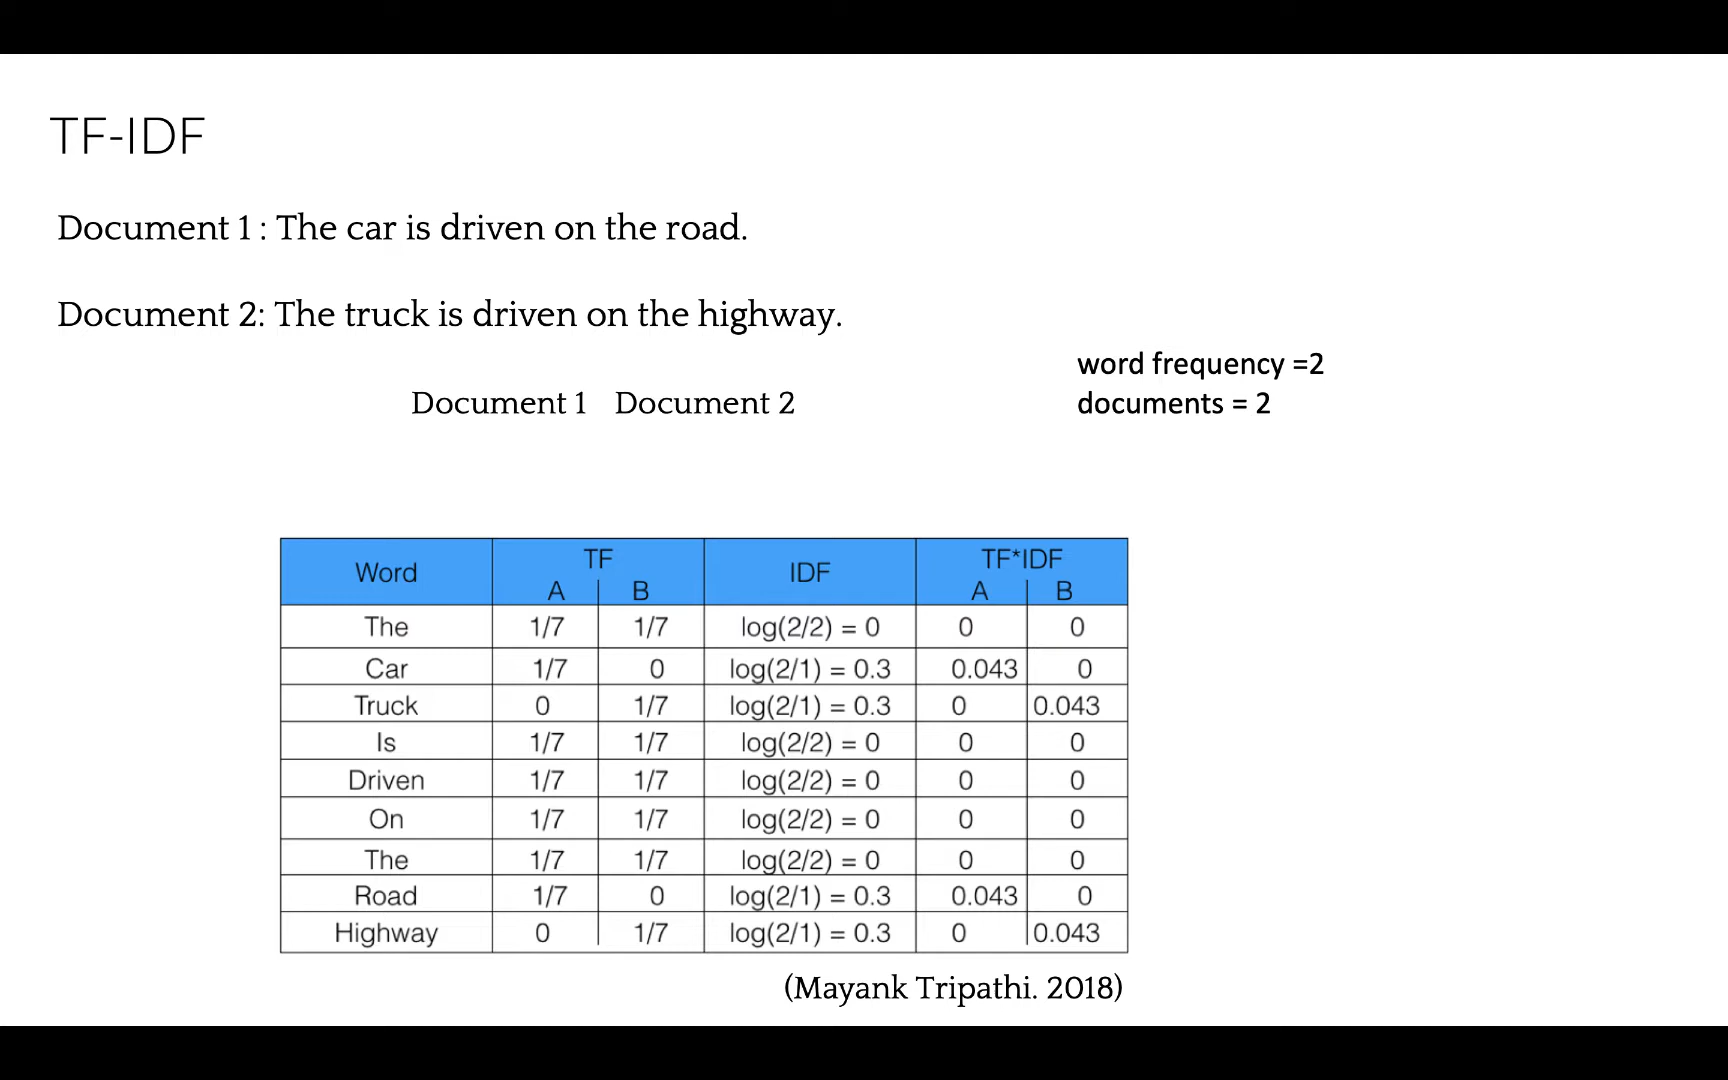 TF-IDF
Document 1 : The car is driven on the road.
Document 2: The truck is driven on the highway.
word frequency =2
Document 1 Document 2 documents = 2
Word TF IDF TF*IDF
A B A B
The 1/7 1/7 log(2/2) = 0 0 0
Car 1/7 0 log(2/1) = 0.3 0.043 0
Truck 0 1/7 log(2/1) = 0.3 0 0.043
Is 1/7 1/7 log(2/2) = 0 0 0
Driven 1/7 1/7 log(2/2) = 0 0 0
On 1/7 1/7 log(2/2) = 0 0 0
The 1/7 1/7 log(2/2) = 0 0 0
Road 1/7 0 log(2/1) = 0.3 0.043 0
Highway 0 1/7 log(2/1) = 0.3 0 0.043
(Mayank Tripathi. 2018)